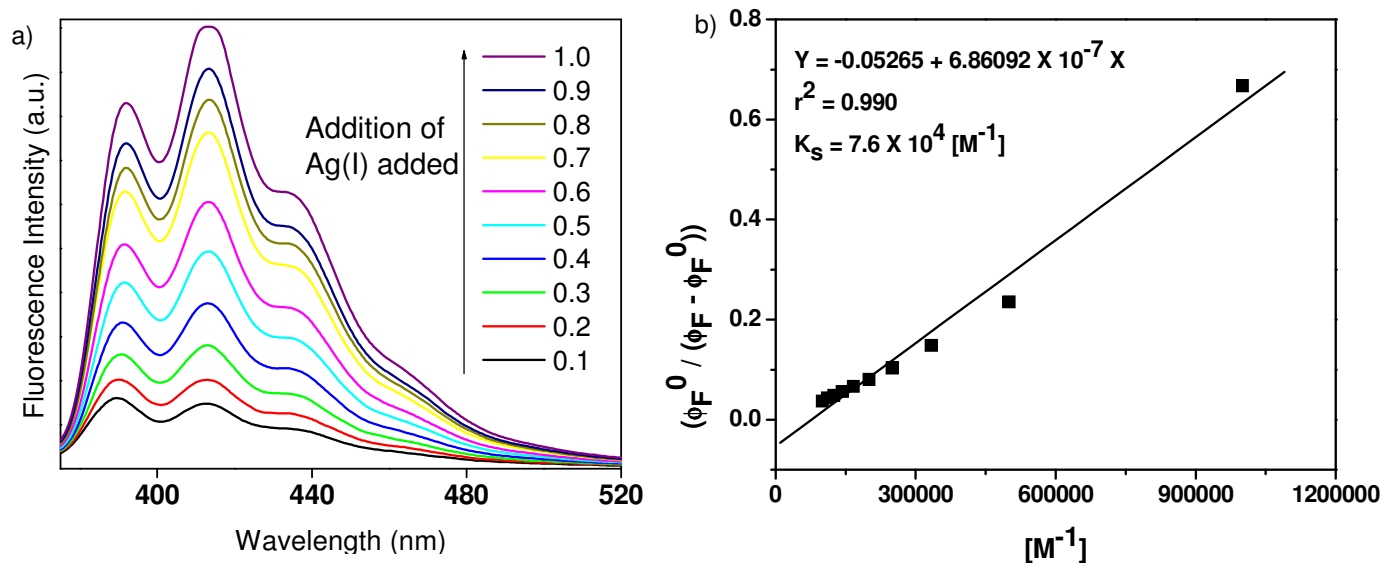 a)
Fluorescence Intensity (a.u.)
Addition of
Ag(I) added
1.0
0.9
0.8
0.7
0.6
0.5
0.4
0.3
0.2
0.1
400 440 480 520
Wavelength (nm)
b)
(ϕF⁰ / (ϕF - ϕF⁰))
0.8
0.6
0.4
0.2
0.0
Y = -0.05265 + 6.86092 X 10⁻⁷ X
r² = 0.990
Kₛ = 7.6 X 10⁴ [M⁻¹]
0 300000 600000 900000 1200000
[M⁻¹]